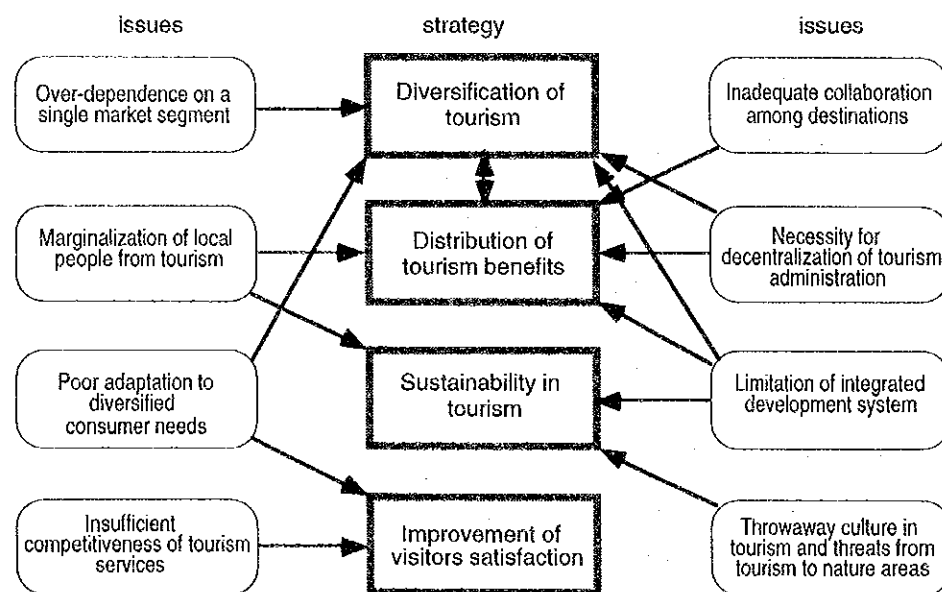 issues
strategy
issues
Over-dependence on a
single market segment
Diversification of
tourism
Inadequate collaboration
among destinations
Marginalization of local
people from tourism
Distribution of
tourism benefits
Necessity for
decentralization of tourism
administration
Poor adaptation to
diversified
consumer needs
Sustainability in
tourism
Limitation of integrated
development system
Insufficient
competitiveness of tourism
services
Improvement of
visitors satisfaction
Throwaway culture in
tourism and threats from
tourism to nature areas